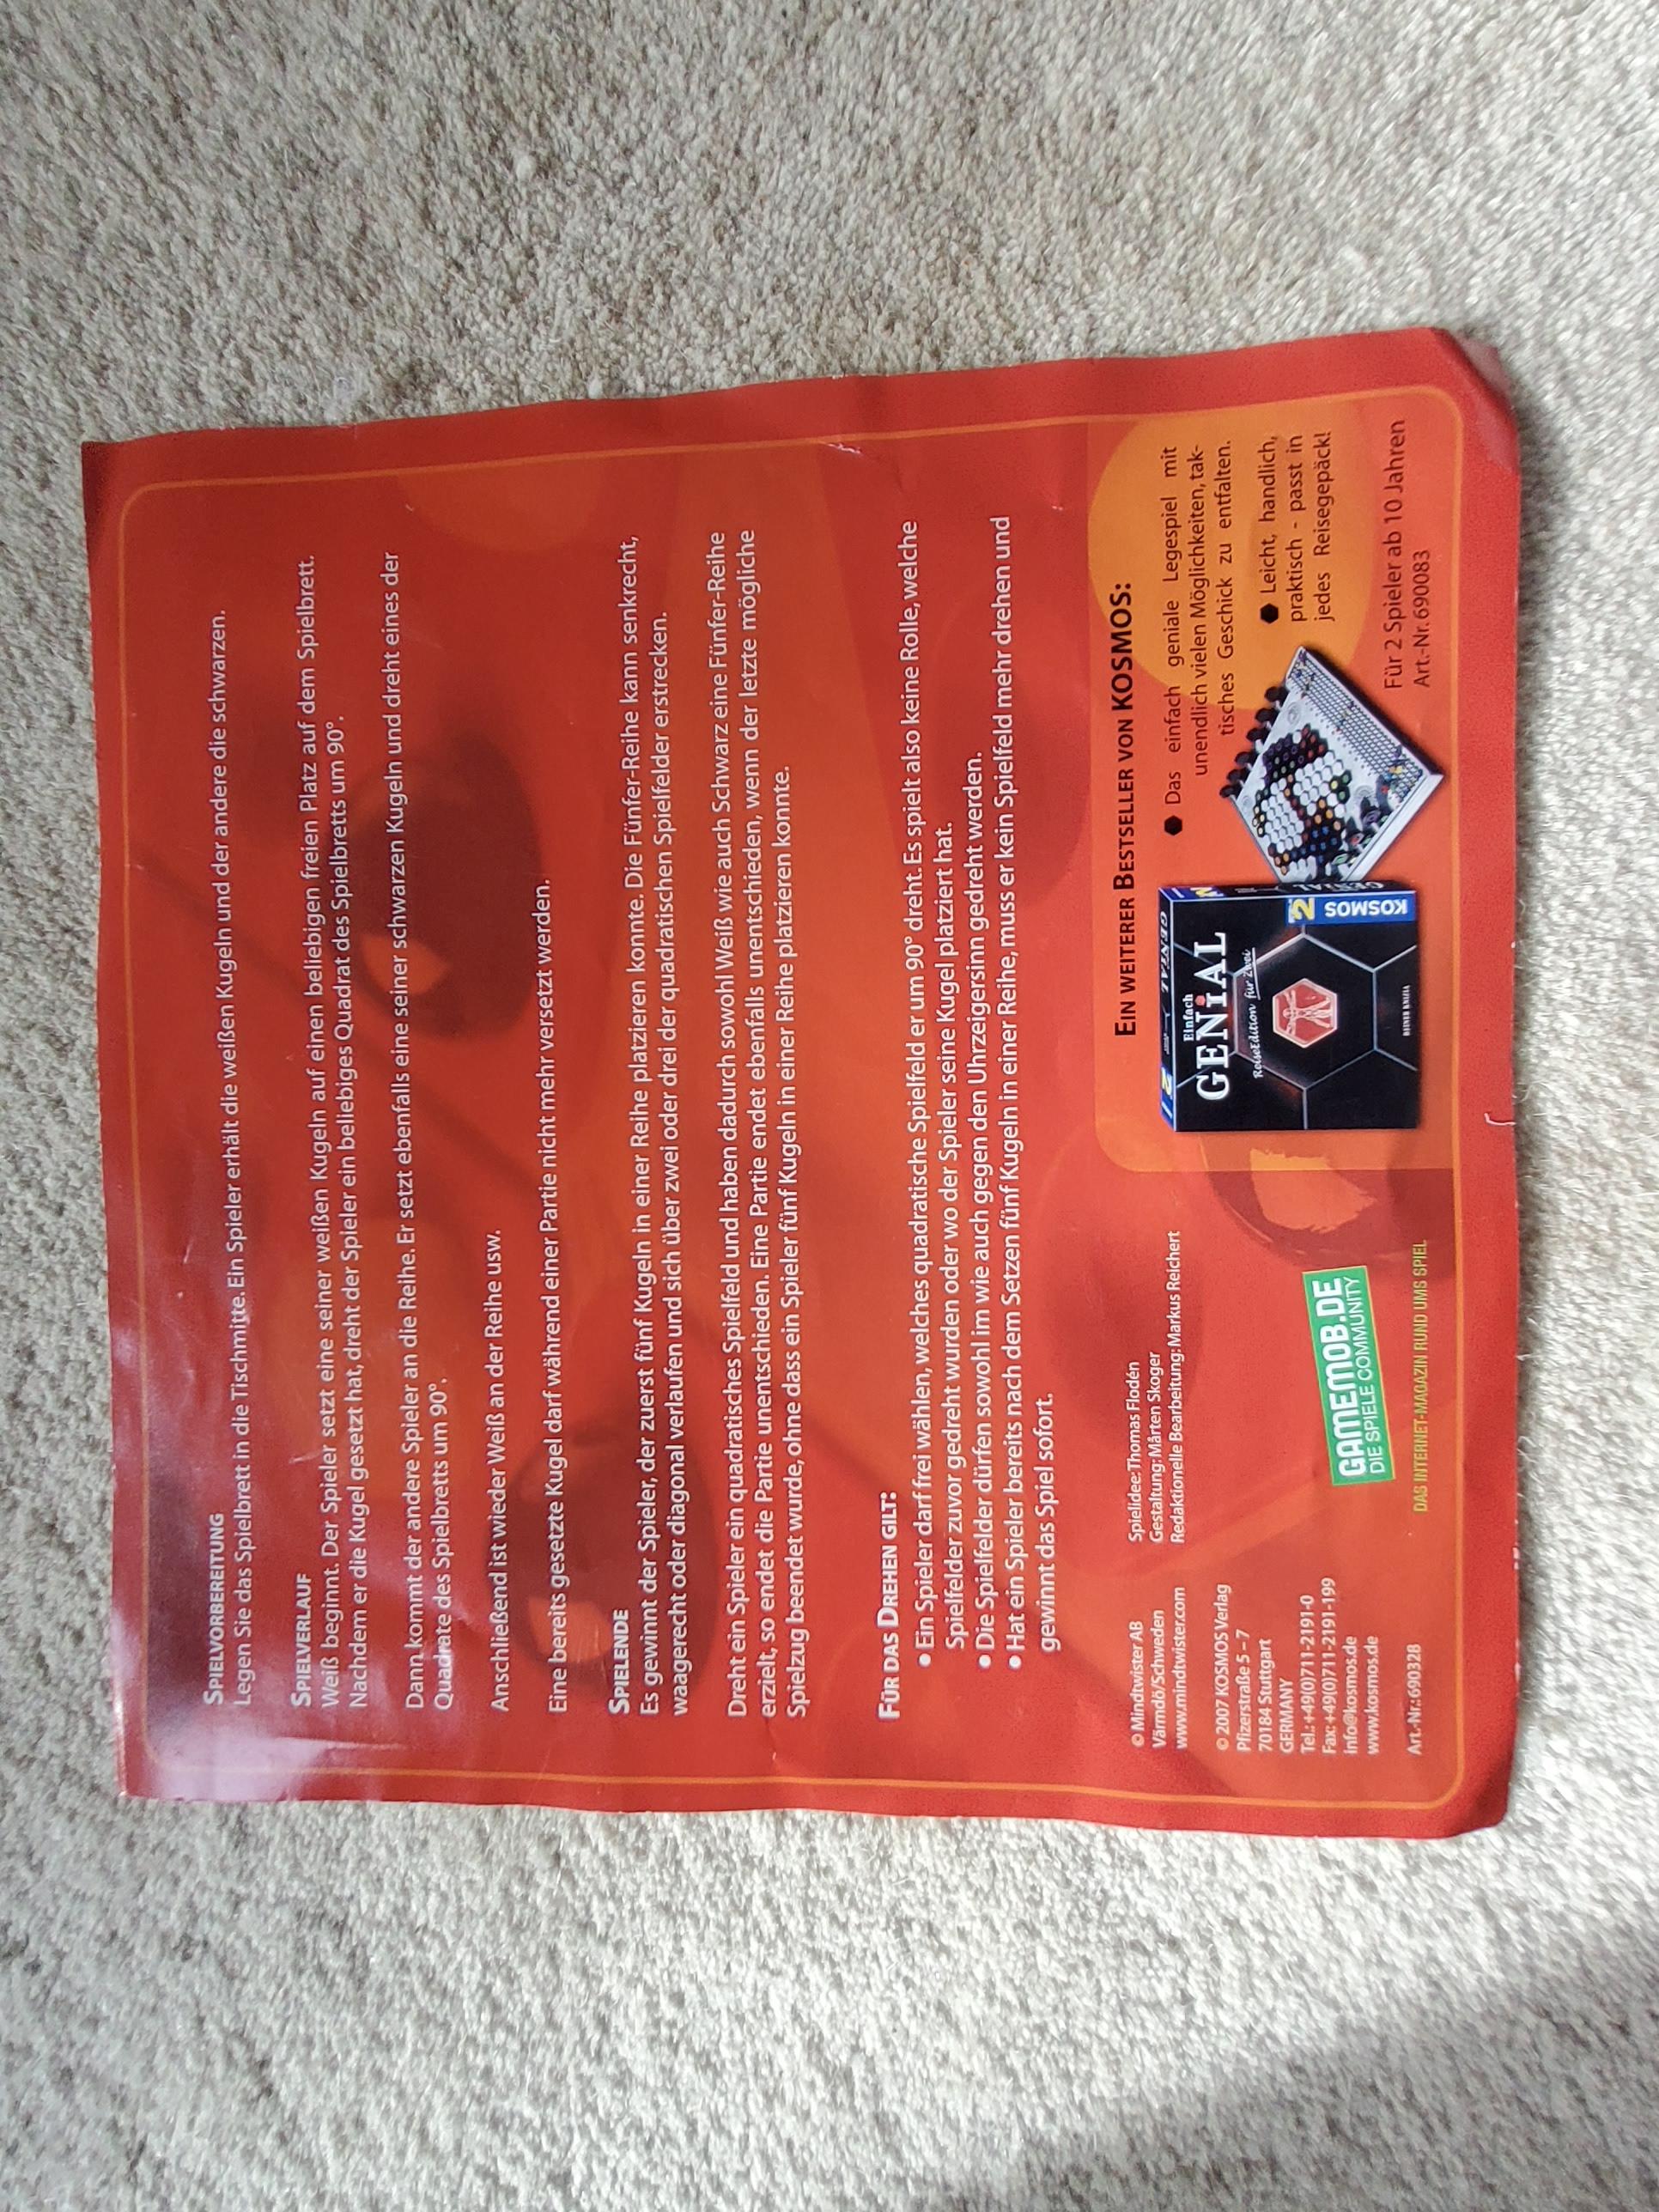 SPIELVORBEREITUNG
Legen Sie das Spielbrett in die Tischmitte. Ein Spieler erhält die weißen Kugeln und der andere die schwarzen.
SPIELVERLAUF
Weiß beginnt. Der Spieler setzt eine seiner weißen Kugeln auf einen beliebigen freien Platz auf dem Spielbrett.
Nachdem er die Kugel gesetzt hat, dreht der Spieler ein beliebiges Quadrat des Spielbretts um 90°.
Dann kommt der andere Spieler an die Reihe. Er setzt ebenfalls eine seiner schwarzen Kugeln und dreht eines der
Quadrate des Spielbretts um 90°.
Anschließend ist wieder Weiß an der Reihe usw.
Eine bereits gesetzte Kugel darf während einer Partie nicht mehr versetzt werden.
SPIELENDE
Es gewinnt der Spieler, der zuerst fünf Kugeln in einer Reihe platzieren konnte. Die Fünfer-Reihe kann senkrecht,
waagerecht oder diagonal verlaufen und sich über zwei oder drei der quadratischen Spielfelder erstrecken.
Dreht ein Spieler ein quadratisches Spielfeld und haben dadurch sowohl Weiß wie auch Schwarz eine Fünfer-Reihe
erzielt, so endet die Partie unentschieden. Eine Partie endet ebenfalls unentschieden, wenn der letzte mögliche
Spielzug beendet wurde, ohne dass ein Spieler fünf Kugeln in einer Reihe platzieren konnte.
FÜR DAS DREHEN GILT:
• Ein Spieler darf frei wählen, welches quadratische Spielfeld er um 90° dreht. Es spielt also keine Rolle, welche
Spielfelder zuvor gedreht wurden oder wo der Spieler seine Kugel platziert hat.
• Die Spielfelder dürfen sowohl im wie auch gegen den Uhrzeigersinn gedreht werden.
• Hat ein Spieler bereits nach dem Setzen fünf Kugeln in einer Reihe, muss er kein Spielfeld mehr drehen und
gewinnt das Spiel sofort.
© Mindtwister AB
Värmdö/Schweden
www.mindtwister.com
© 2007 KOSMOS Verlag
Pfizerstraße 5 - 7
70184 Stuttgart
GERMANY
Tel.: +49(0)711-2191-0
Fax: +49(0)711-2191-199
info@kosmos.de
www.kosmos.de
Art.-Nr.: 690328
Spielidee: Thomas Flodén
Gestaltung: Mårten Skoger
Redaktionelle Bearbeitung: Markus Reichert
GAMEMOB.DE
DIE SPIELE COMMUNITY
DAS INTERNET-MAGAZIN RUND UMS SPIEL
EIN WEITERER BESTSELLER VON KOSMOS:
Einfach
GENIAL
ReiseEdition für Zwei
REINER KNIZIA
2
KOSMOS
GENIAL
2
Das einfach geniale Legespiel mit
unendlich vielen Möglichkeiten, tak-
tisches Geschick zu entfalten.
Leicht, handlich,
praktisch - passt in
jedes Reisegepäck!
Für 2 Spieler ab 10 Jahren
Art.-Nr. 690083